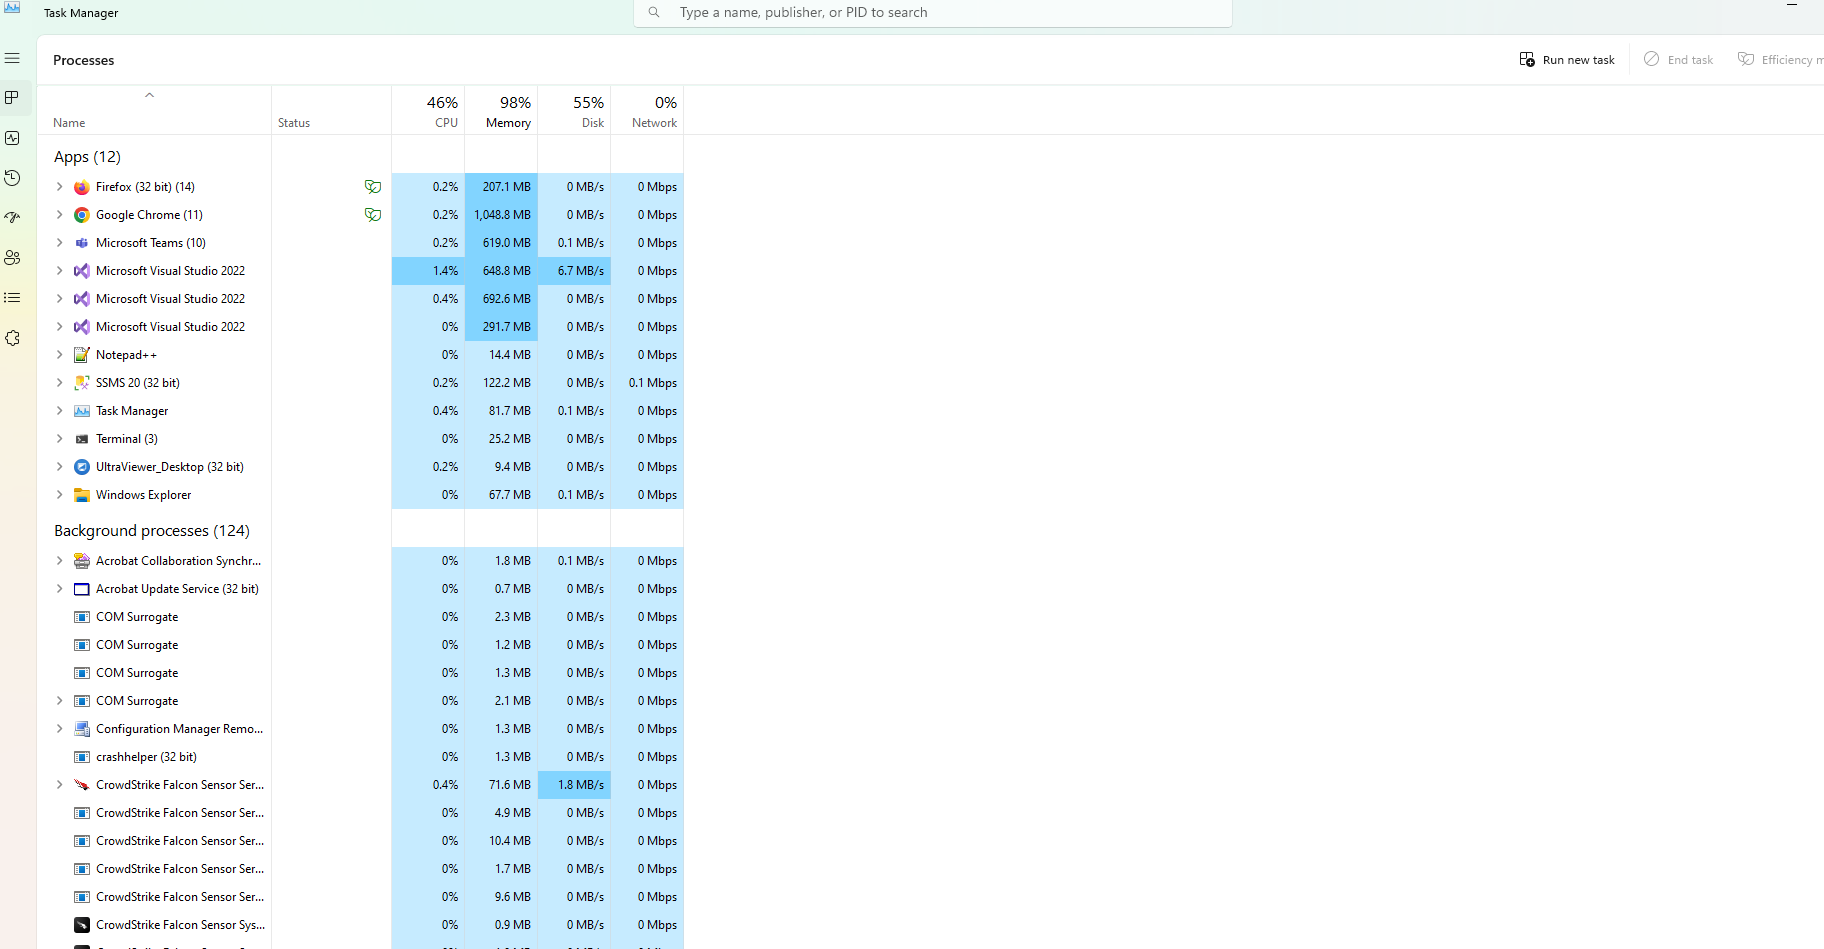 Task Manager
Type a name, publisher, or PID to search
Processes
Run new task
End task
Efficiency m
46% 98% 55% 0%
Name Status CPU Memory Disk Network
Apps (12)
Firefox (32 bit) (14) 0.2% 207.1 MB 0 MB/s 0 Mbps
Google Chrome (11) 0.2% 1,048.8 MB 0 MB/s 0 Mbps
Microsoft Teams (10) 0.2% 619.0 MB 0.1 MB/s 0 Mbps
Microsoft Visual Studio 2022 1.4% 648.8 MB 6.7 MB/s 0 Mbps
Microsoft Visual Studio 2022 0.4% 692.6 MB 0 MB/s 0 Mbps
Microsoft Visual Studio 2022 0% 291.7 MB 0 MB/s 0 Mbps
Notepad++ 0% 14.4 MB 0 MB/s 0 Mbps
SSMS 20 (32 bit) 0.2% 122.2 MB 0 MB/s 0.1 Mbps
Task Manager 0.4% 81.7 MB 0.1 MB/s 0 Mbps
Terminal (3) 0% 25.2 MB 0 MB/s 0 Mbps
UltraViewer_Desktop (32 bit) 0.2% 9.4 MB 0 MB/s 0 Mbps
Windows Explorer 0% 67.7 MB 0.1 MB/s 0 Mbps
Background processes (124)
Acrobat Collaboration Synchr... 0% 1.8 MB 0.1 MB/s 0 Mbps
Acrobat Update Service (32 bit) 0% 0.7 MB 0 MB/s 0 Mbps
COM Surrogate 0% 2.3 MB 0 MB/s 0 Mbps
COM Surrogate 0% 1.2 MB 0 MB/s 0 Mbps
COM Surrogate 0% 1.3 MB 0 MB/s 0 Mbps
COM Surrogate 0% 2.1 MB 0 MB/s 0 Mbps
Configuration Manager Remo... 0% 1.3 MB 0 MB/s 0 Mbps
crashhelper (32 bit) 0% 1.3 MB 0 MB/s 0 Mbps
CrowdStrike Falcon Sensor Ser... 0.4% 71.6 MB 1.8 MB/s 0 Mbps
CrowdStrike Falcon Sensor Ser... 0% 4.9 MB 0 MB/s 0 Mbps
CrowdStrike Falcon Sensor Ser... 0% 10.4 MB 0 MB/s 0 Mbps
CrowdStrike Falcon Sensor Ser... 0% 1.7 MB 0 MB/s 0 Mbps
CrowdStrike Falcon Sensor Ser... 0% 9.6 MB 0 MB/s 0 Mbps
CrowdStrike Falcon Sensor Sys... 0% 0.9 MB 0 MB/s 0 Mbps